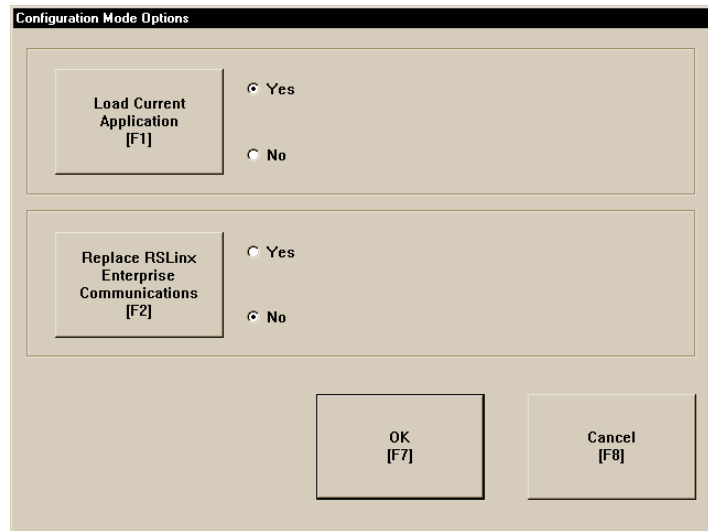 Configuration Mode Options
Load Current
Application
[F1]
Yes
No
Replace RSLinx
Enterprise
Communications
[F2]
Yes
No
OK
[F7]
Cancel
[F8]